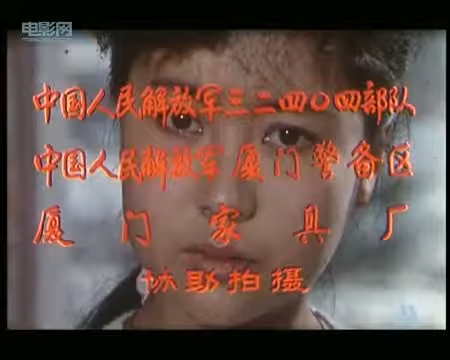 电影网
中国人民解放军三二四〇四部队
中国人民解放军厦门警备区
厦门家具厂
协助拍摄